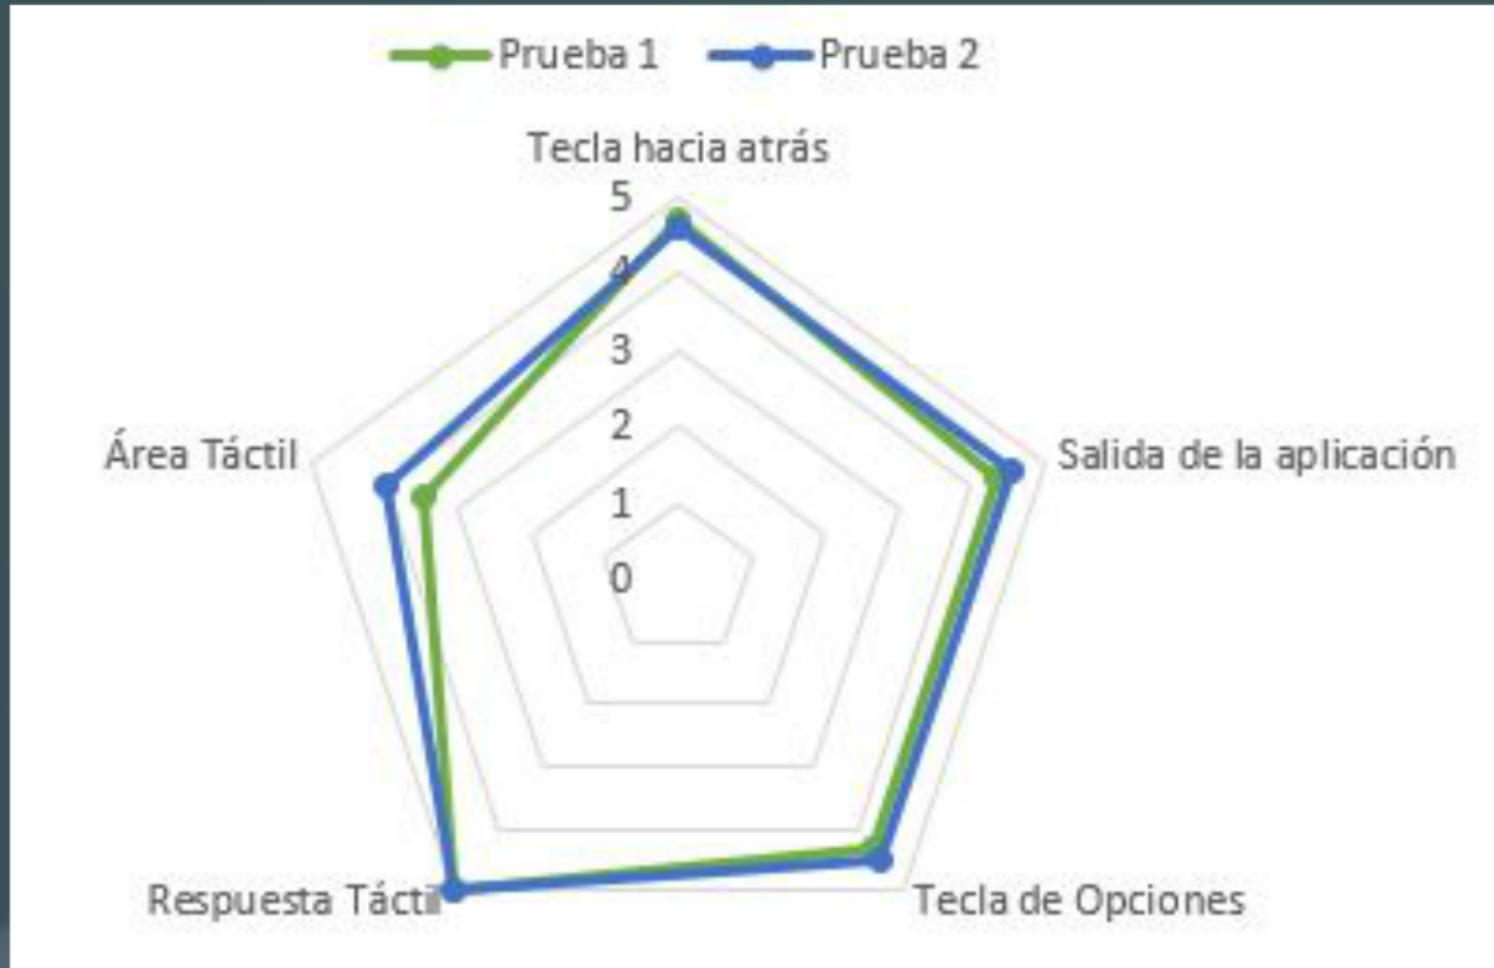 Prueba 1 Prueba 2
Tecla hacia atrás
5
4
3
2
1
0
Área Táctil
Salida de la aplicación
Respuesta Táctil
Tecla de Opciones